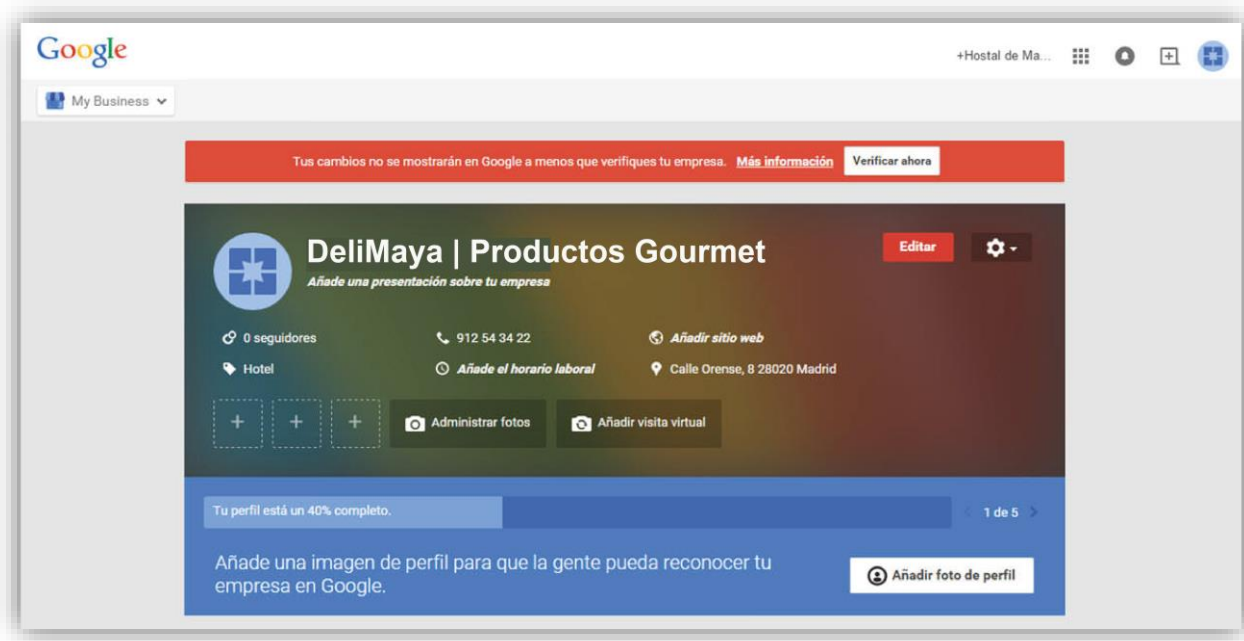 Google
+Hostal de Ma...
My Business
Tus cambios no se mostrarán en Google a menos que verifiques tu empresa. Más información Verificar ahora
DeliMaya | Productos Gourmet
Editar
Añade una presentación sobre tu empresa
0 seguidores 912 54 34 22 Añadir sitio web
Hotel Añade el horario laboral Calle Orense, 8 28020 Madrid
+ + + Administrar fotos Añadir visita virtual
Tu perfil está un 40% completo. 1 de 5
Añade una imagen de perfil para que la gente pueda reconocer tu
empresa en Google.
Añadir foto de perfil